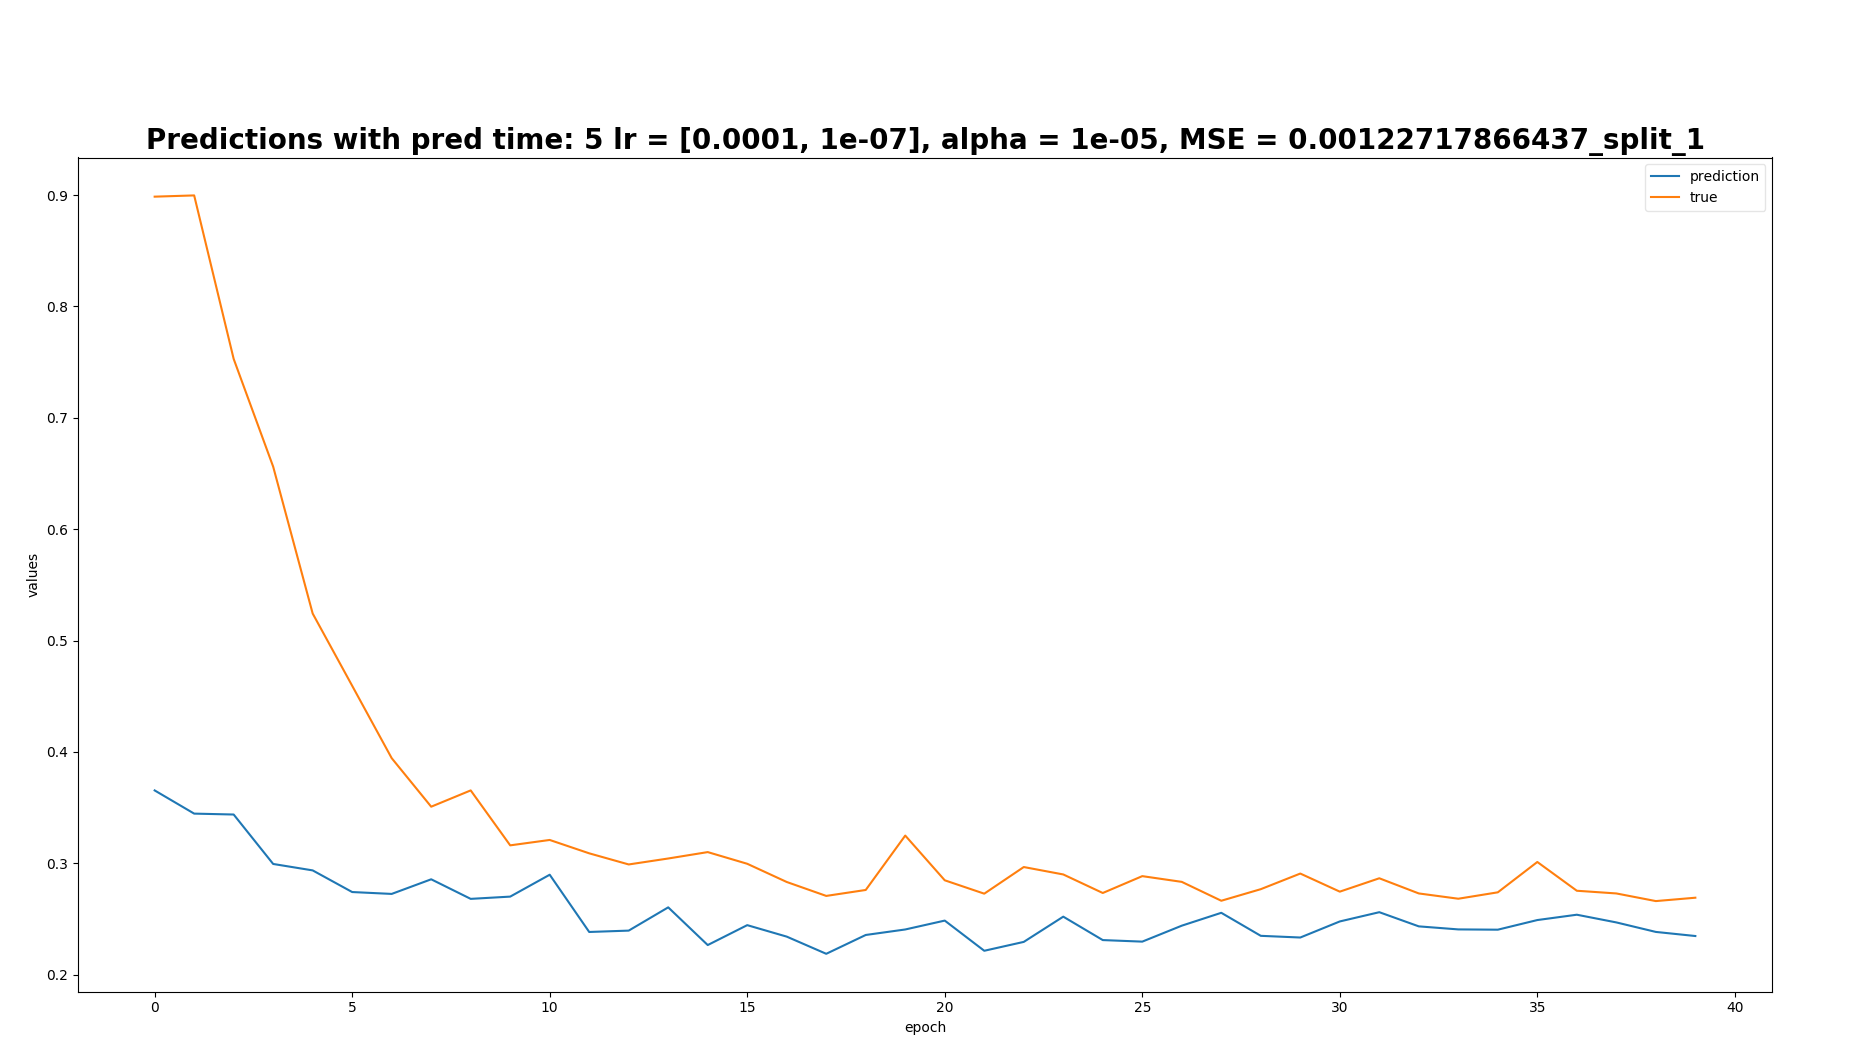 Predictions with pred time: 5 lr = [0.0001, 1e-07], alpha = 1e-05, MSE = 0.00122717866437_split_1
prediction
true
0.9
0.8
0.7
0.6
0.5
0.4
0.3
0.2
values
0 5 10 15 20 25 30 35 40
epoch